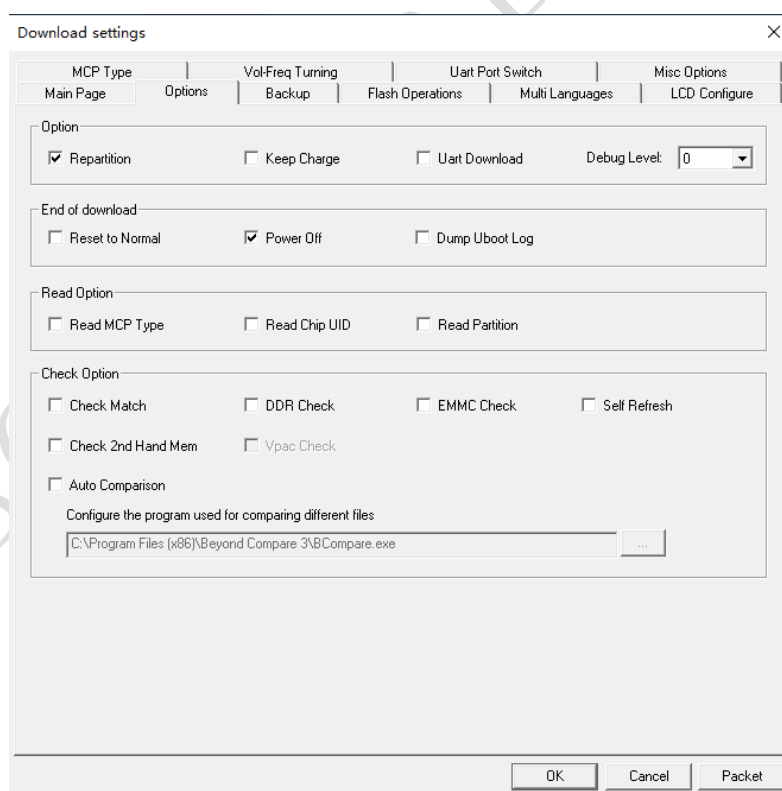 Download settings
MCP Type Vol-Freq Turning Uart Port Switch Misc Options
Main Page Options Backup Flash Operations Multi Languages LCD Configure
Option
Repartition Keep Charge Uart Download Debug Level: 0
End of download
Reset to Normal Power Off Dump Uboot Log
Read Option
Read MCP Type Read Chip UID Read Partition
Check Option
Check Match DDR Check EMMC Check Self Refresh
Check 2nd Hand Mem Vpac Check
Auto Comparison
Configure the program used for comparing different files
C:\Program Files (x86)\Beyond Compare 3\BCompare.exe ...
OK Cancel Packet